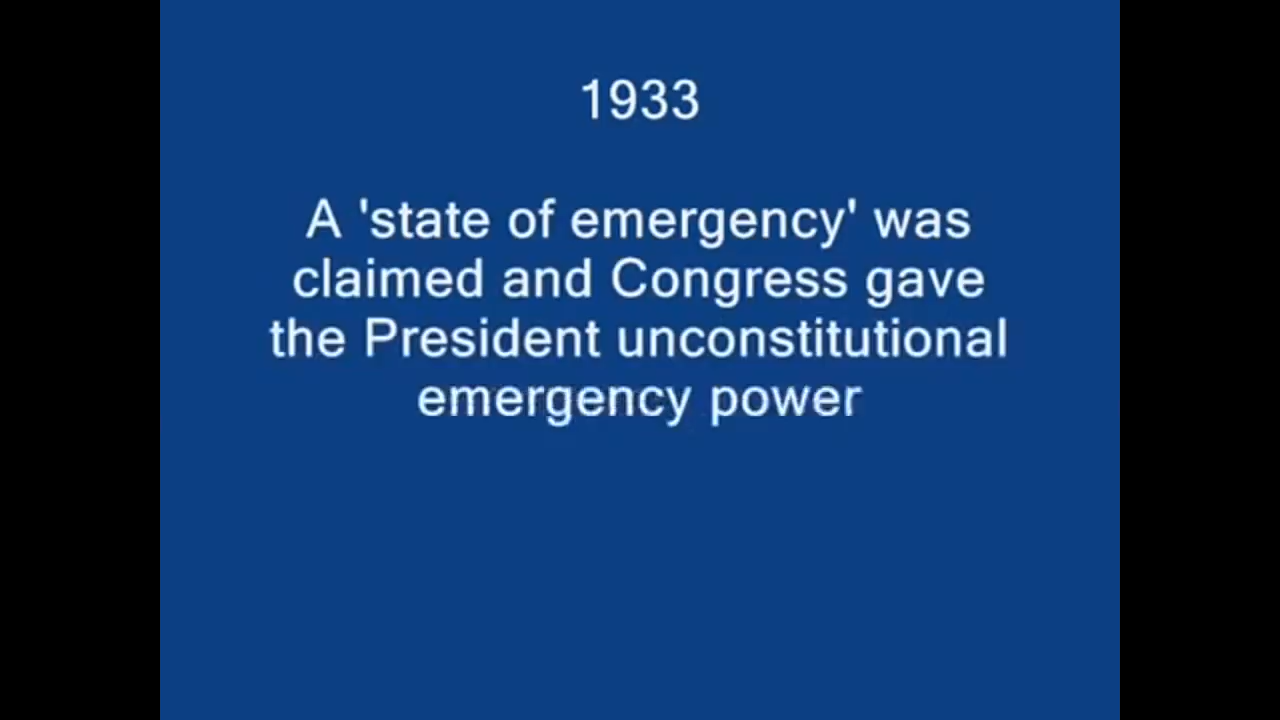 1933
A 'state of emergency' was
claimed and Congress gave
the President unconstitutional
emergency power